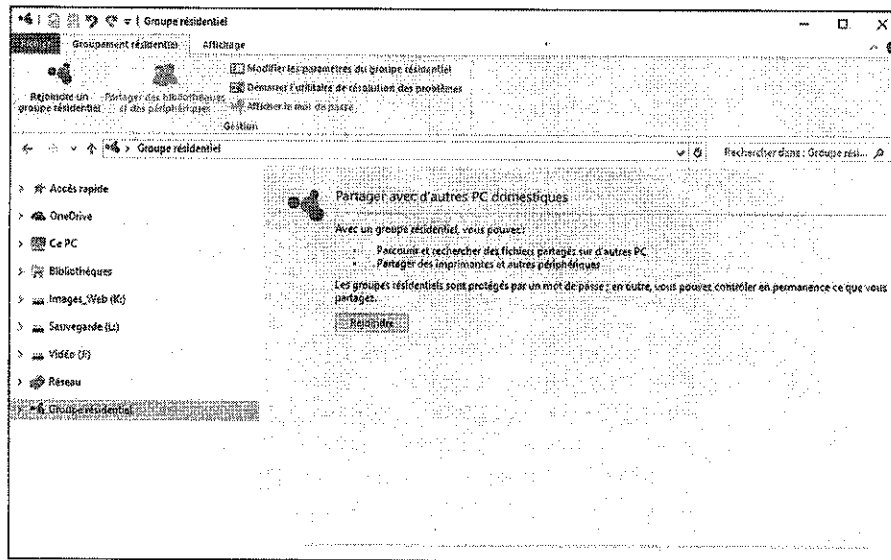 Groupe résidentiel
Groupement résidentiel Affichage
Rejoindre un groupe résidentiel
Partager des bibliothèques et des périphériques
Modifier les paramètres du groupe résidentiel
Démarrer l'utilitaire de résolution des problèmes
Afficher le mot de passe
Gestion
Groupe résidentiel
Rechercher dans : Groupe rési...
Accès rapide
OneDrive
Ce PC
Bibliothèques
Images_Web (K:)
Sauvegarde (L:)
Vidéo (J:)
Réseau
Groupe résidentiel
Partager avec d'autres PC domestiques
Avec un groupe résidentiel, vous pouvez :
Parcourir et rechercher des fichiers partagés sur d'autres PC
Partager des imprimantes et autres périphériques
Les groupes résidentiels sont protégés par un mot de passe ; en outre, vous pouvez contrôler en permanence ce que vous
partagez.
Rejoindre